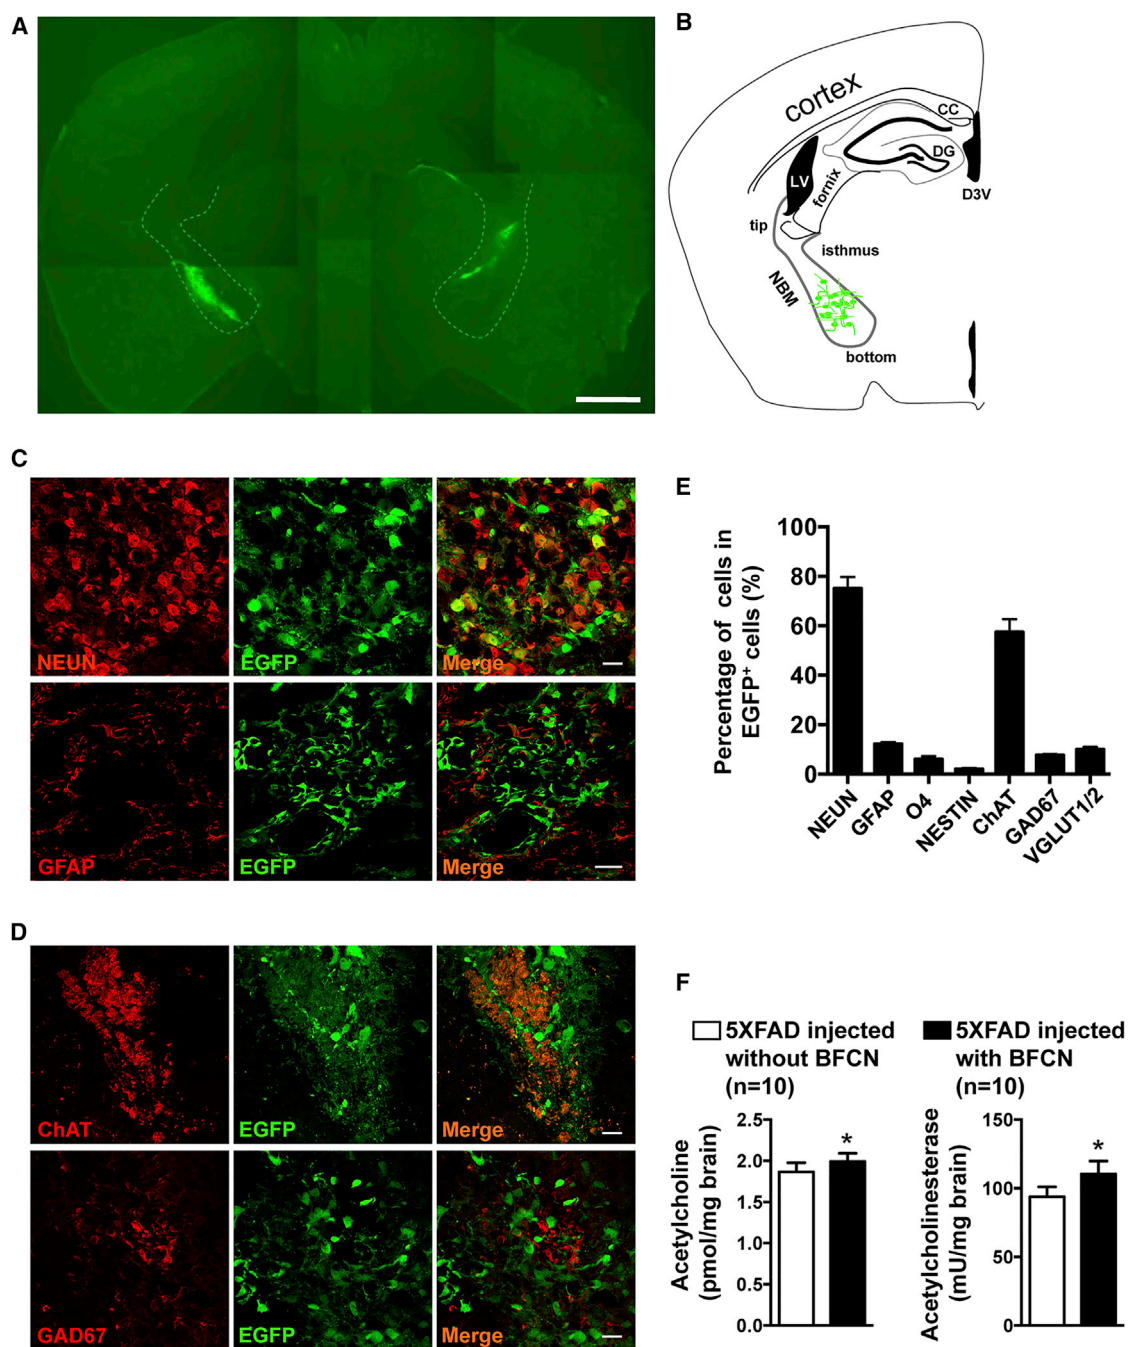 A
B
cortex
CC
DG
LV
fornix
D3V
tip
isthmus
NBM
bottom
C
NEUN
EGFP
Merge
GFAP
EGFP
Merge
D
ChAT
EGFP
Merge
GAD67
EGFP
Merge
E
Percentage of cells in
EGFP⁺ cells (%)
100
80
60
40
20
0
NEUN
GFAP
O4
NESTIN
ChAT
GAD67
VGLUT1/2
F
5XFAD injected
without BFCN
(n=10)
5XFAD injected
with BFCN
(n=10)
Acetylcholine
(pmol/mg brain)
2.5
2.0
1.5
1.0
0.5
0.0
*
Acetylcholinesterase
(mU/mg brain)
150
100
50
0
*